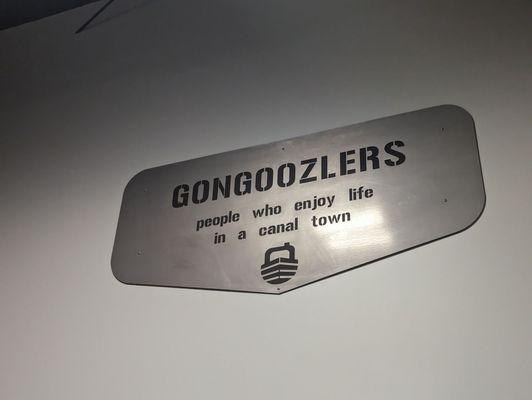 GONGOOZLERS
people who enjoy life
in a canal town